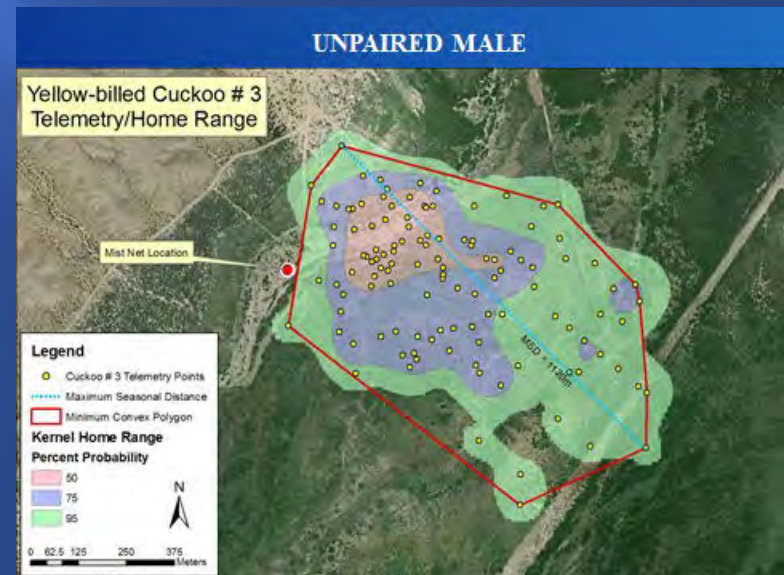 UNPAIRED MALE
Yellow-billed Cuckoo # 3
Telemetry/Home Range
Mist Net Location
MSD = 1130m
Legend
Cuckoo # 3 Telemetry Points
Maximum Seasonal Distance
Minimum Convex Polygon
Kernel Home Range
Percent Probability
50
75
95
N
0 62.5 125 250 375
Meters